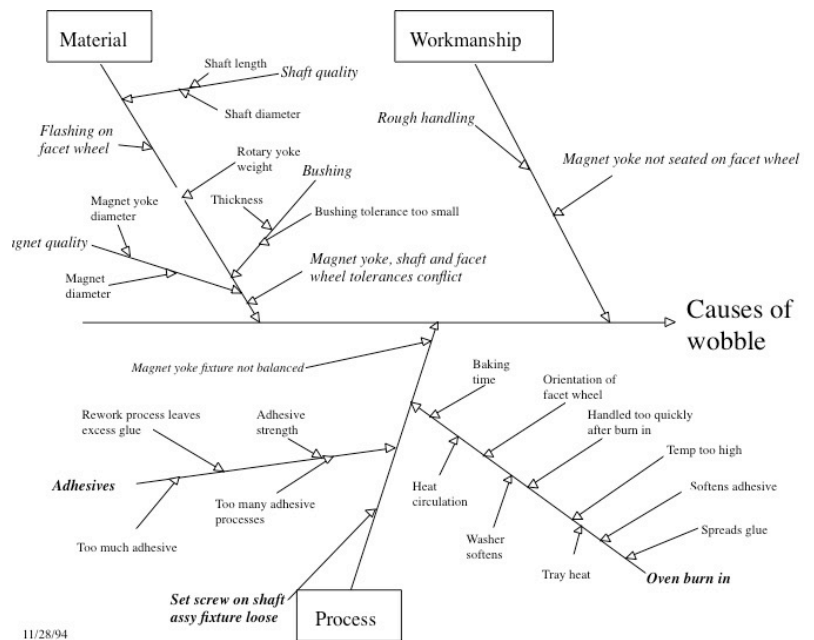 Material
Workmanship
Shaft length
Shaft quality
Shaft diameter
Rough handling
Flashing on
facet wheel
Rotary yoke
weight
Bushing
Magnet yoke not seated on facet wheel
Magnet yoke
diameter
Thickness
Bushing tolerance too small
quality
Magnet
diameter
Magnet yoke, shaft and facet
wheel tolerances conflict
Causes of
wobble
Magnet yoke fixture not balanced
Baking
time
Orientation of
facet wheel
Rework process leaves
excess glue
Adhesive
strength
Handled too quickly
after burn in
Temp too high
Adhesives
Heat
circulation
Softens adhesive
Too many adhesive
processes
Too much adhesive
Washer
softens
Spreads glue
Tray heat
Oven burn in
Set screw on shaft
assy fixture loose
Process
11/28/94